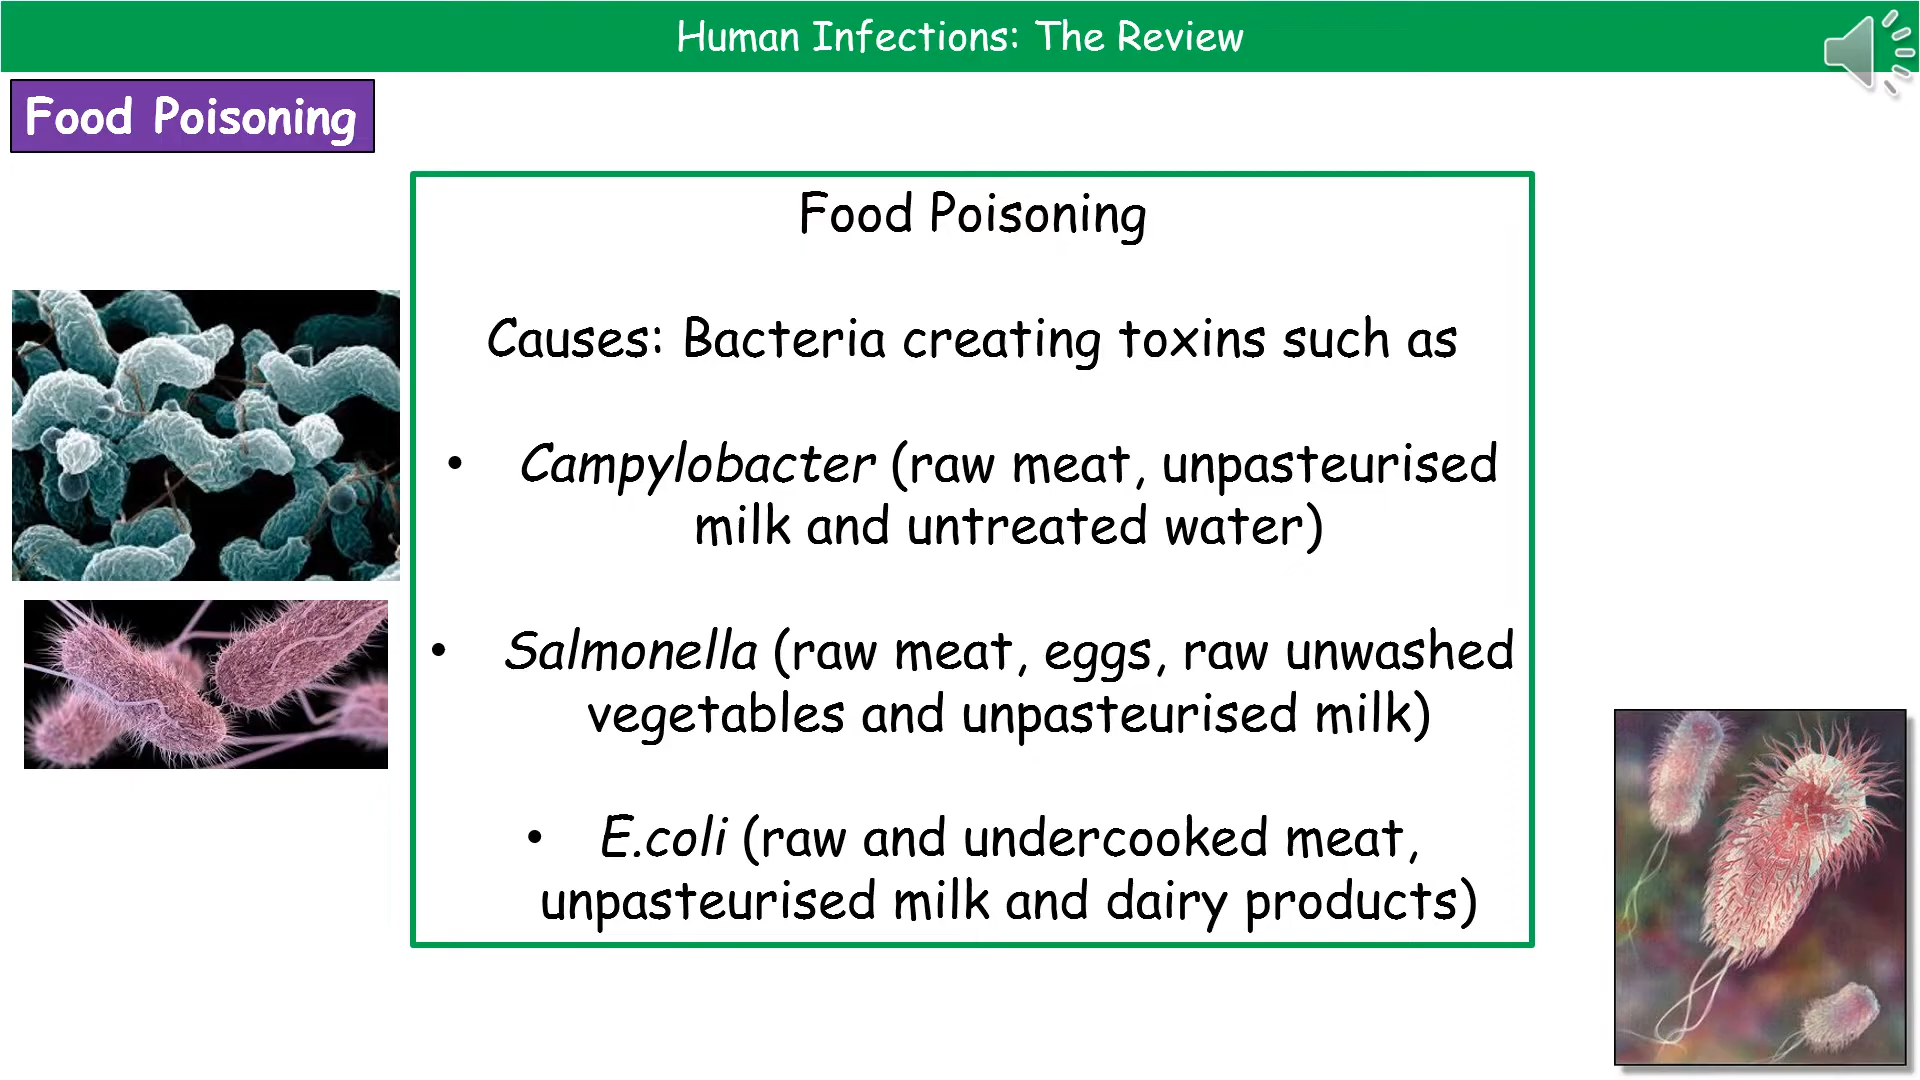 Human Infections: The Review
Food Poisoning
Food Poisoning
Causes: Bacteria creating toxins such as
• Campylobacter (raw meat, unpasteurised
milk and untreated water)
• Salmonella (raw meat, eggs, raw unwashed
vegetables and unpasteurised milk)
• E.coli (raw and undercooked meat,
unpasteurised milk and dairy products)